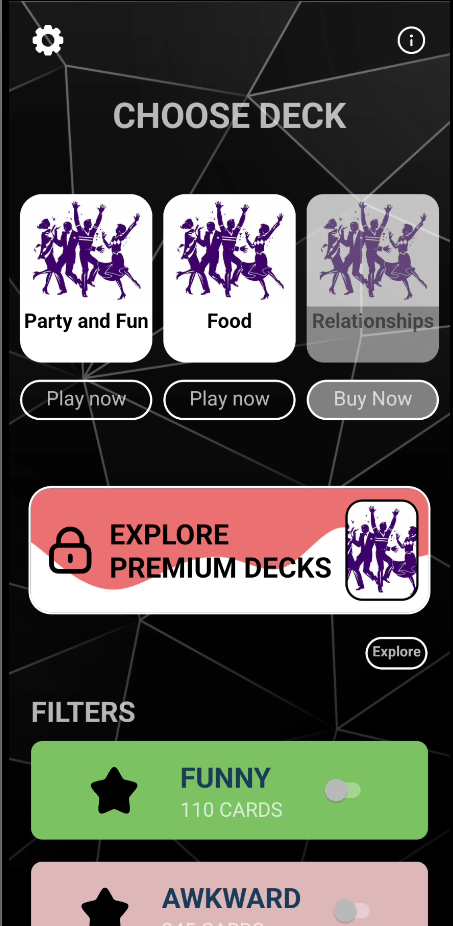 CHOOSE DECK
Party and Fun
Food
Relationships
Play now
Play now
Buy Now
EXPLORE
PREMIUM DECKS
Explore
FILTERS
FUNNY
110 CARDS
AWKWARD